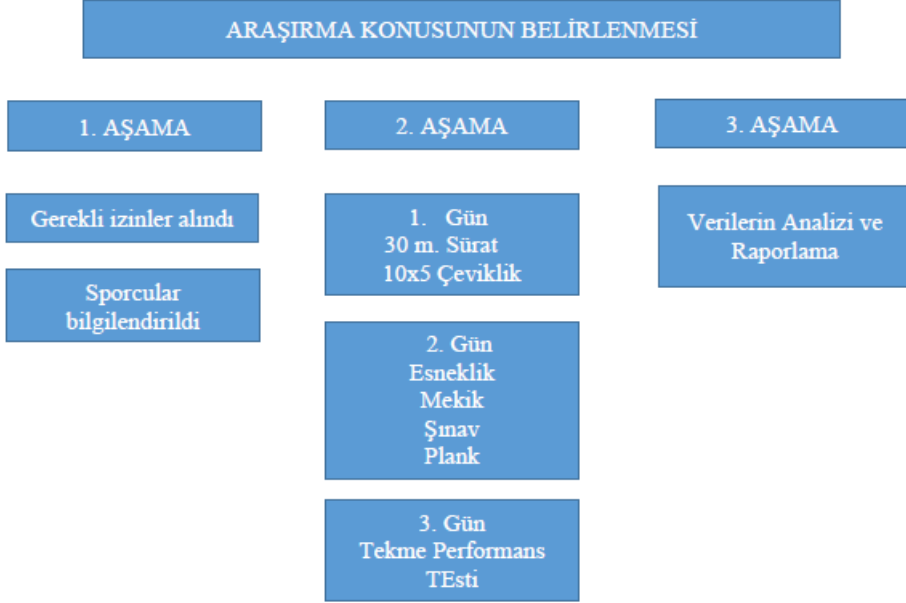 ARAŞIRMA KONUSUNUN BELİRLENMESİ
1. AŞAMA
Gerekli izinler alındı
Sporcular
bilgilendirildi
2. AŞAMA
1. Gün
30 m. Sürat
10x5 Çeviklik
2. Gün
Esneklik
Mekik
Şınav
Plank
3. Gün
Tekme Performans
TEsti
3. AŞAMA
Verilerin Analizi ve
Raporlama